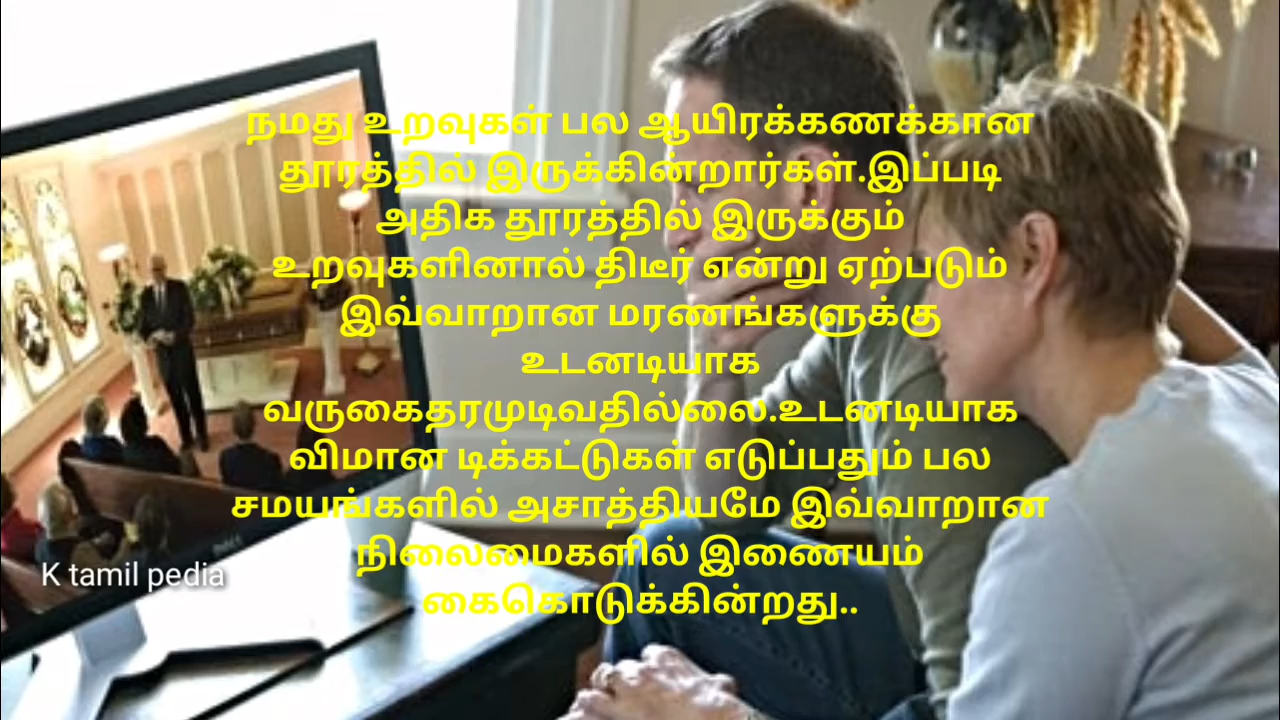 நமது உறவுகள் பல ஆயிரக்கணக்கான
தூரத்தில் இருக்கின்றார்கள்.இப்படி
அதிக தூரத்தில் இருக்கும்
உறவுகளினால் திடீர் என்று ஏற்படும்
இவ்வாறான மரணங்களுக்கு
உடனடியாக
வருகைதரமுடிவதில்லை.உடனடியாக
விமான டிக்கட்டுகள் எடுப்பதும் பல
சமயங்களில் அசாத்தியமே இவ்வாறான
நிலைமைகளில் இணையம்
கைகொடுக்கின்றது..
K tamil pedia